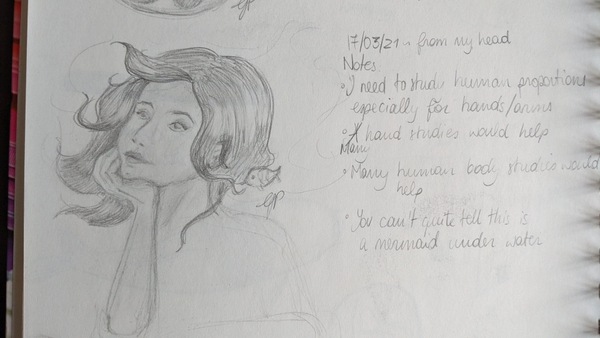 17/03/21 ~ from my head
Notes:
• I need to study human proportions
especially for hands/arms
• A hand studies would help
Many
• Many human body studies would
help
• You can't quite tell this is
a mermaid under water